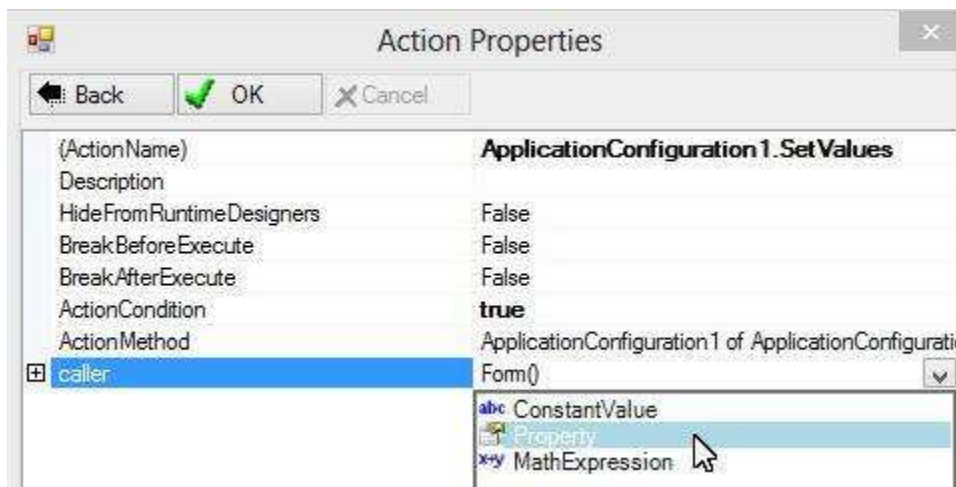 Action Properties
Back OK Cancel
(ActionName) ApplicationConfiguration1.SetValues
Description
HideFromRuntimeDesigners False
BreakBeforeExecute False
BreakAfterExecute False
ActionCondition true
ActionMethod ApplicationConfiguration1 of ApplicationConfigurati
caller Form()
abc ConstantValue
Property
x+y MathExpression